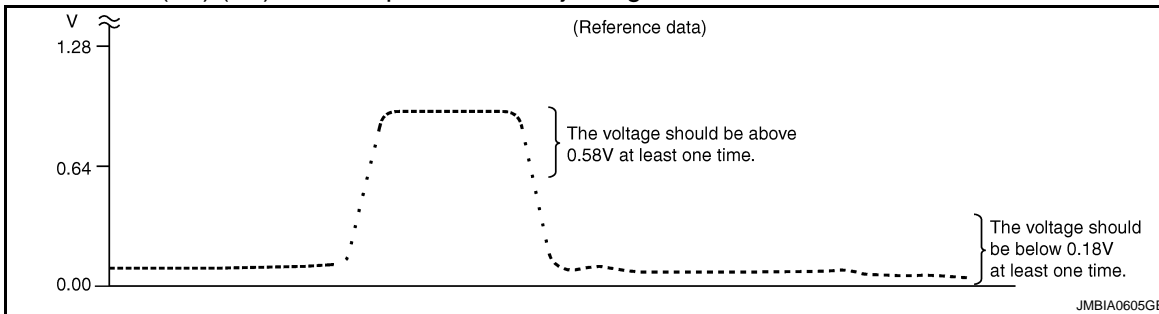 V
(Reference data)
1.28
The voltage should be above
0.58V at least one time.
0.64
The voltage should
be below 0.18V
at least one time.
0.00